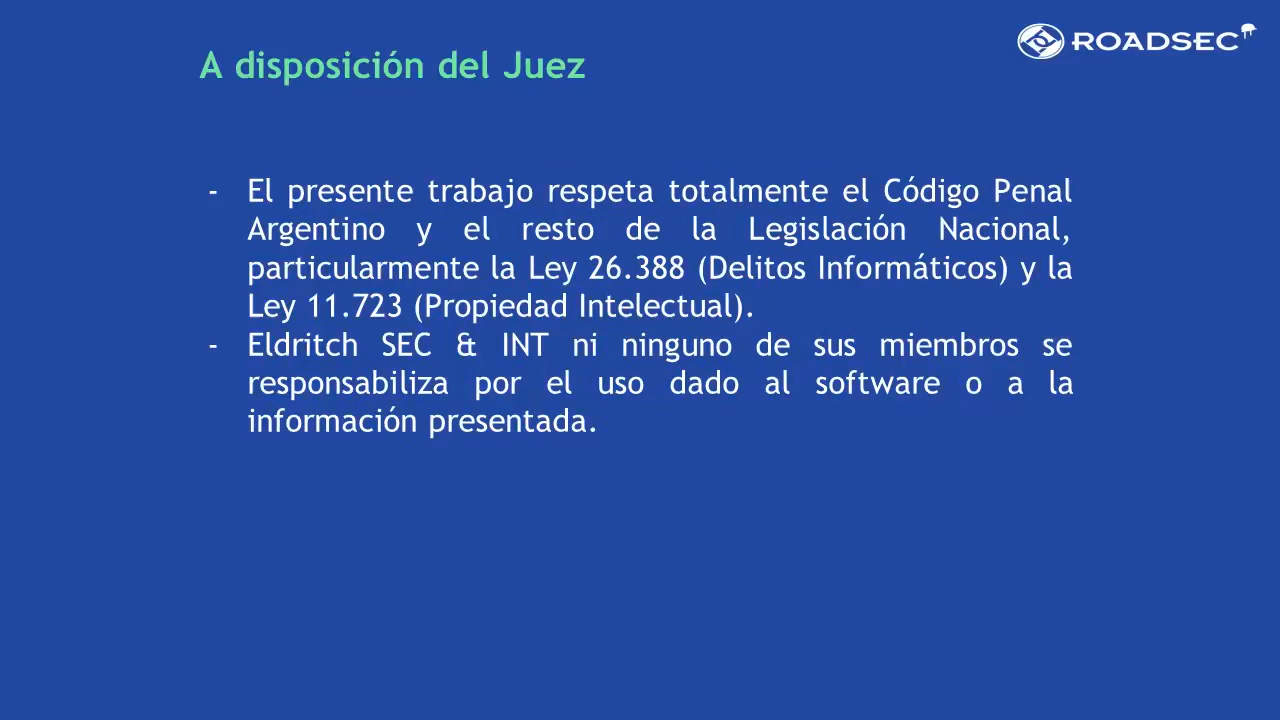 ROADSEC
A disposición del Juez
- El presente trabajo respeta totalmente el Código Penal
Argentino y el resto de la Legislación Nacional,
particularmente la Ley 26.388 (Delitos Informáticos) y la
Ley 11.723 (Propiedad Intelectual).
- Eldritch SEC & INT ni ninguno de sus miembros se
responsabiliza por el uso dado al software o a la
información presentada.